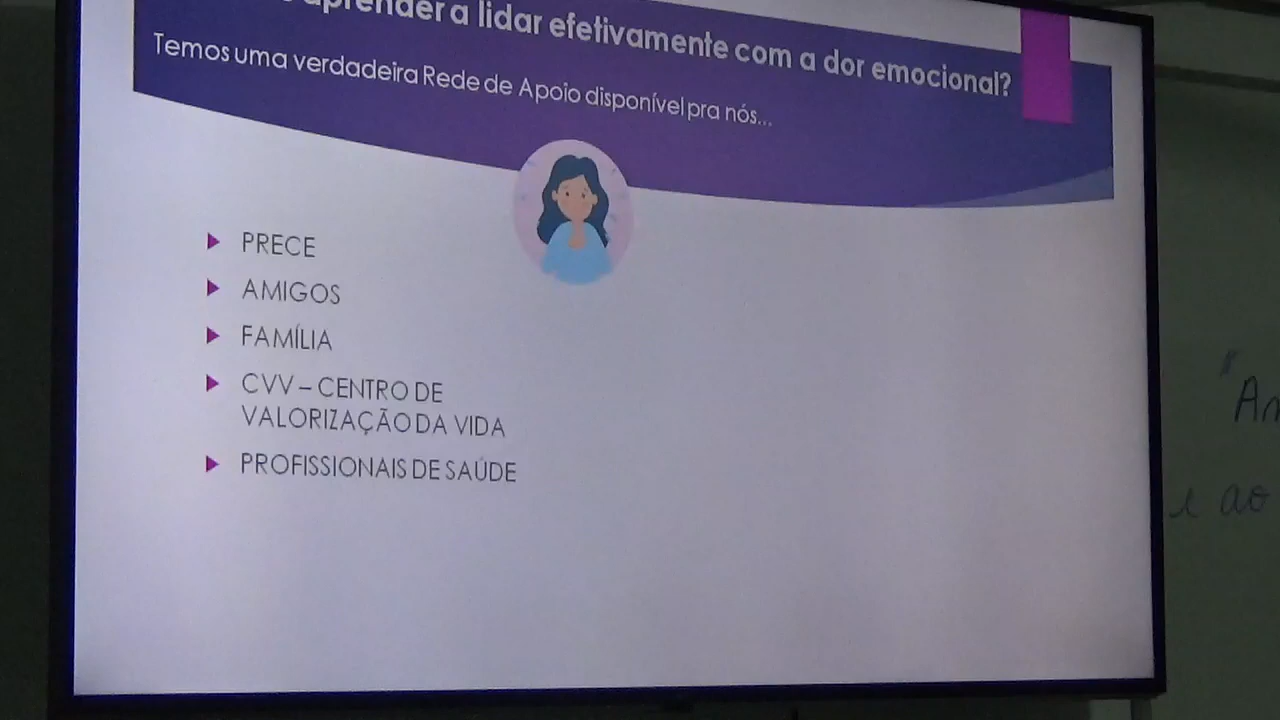 aprender a lidar efetivamente com a dor emocional?
Temos uma verdadeira Rede de Apoio disponível pra nós...
PRECE
AMIGOS
FAMÍLIA
CVV – CENTRO DE
VALORIZAÇÃO DA VIDA
PROFISSIONAIS DE SAÚDE
e ao